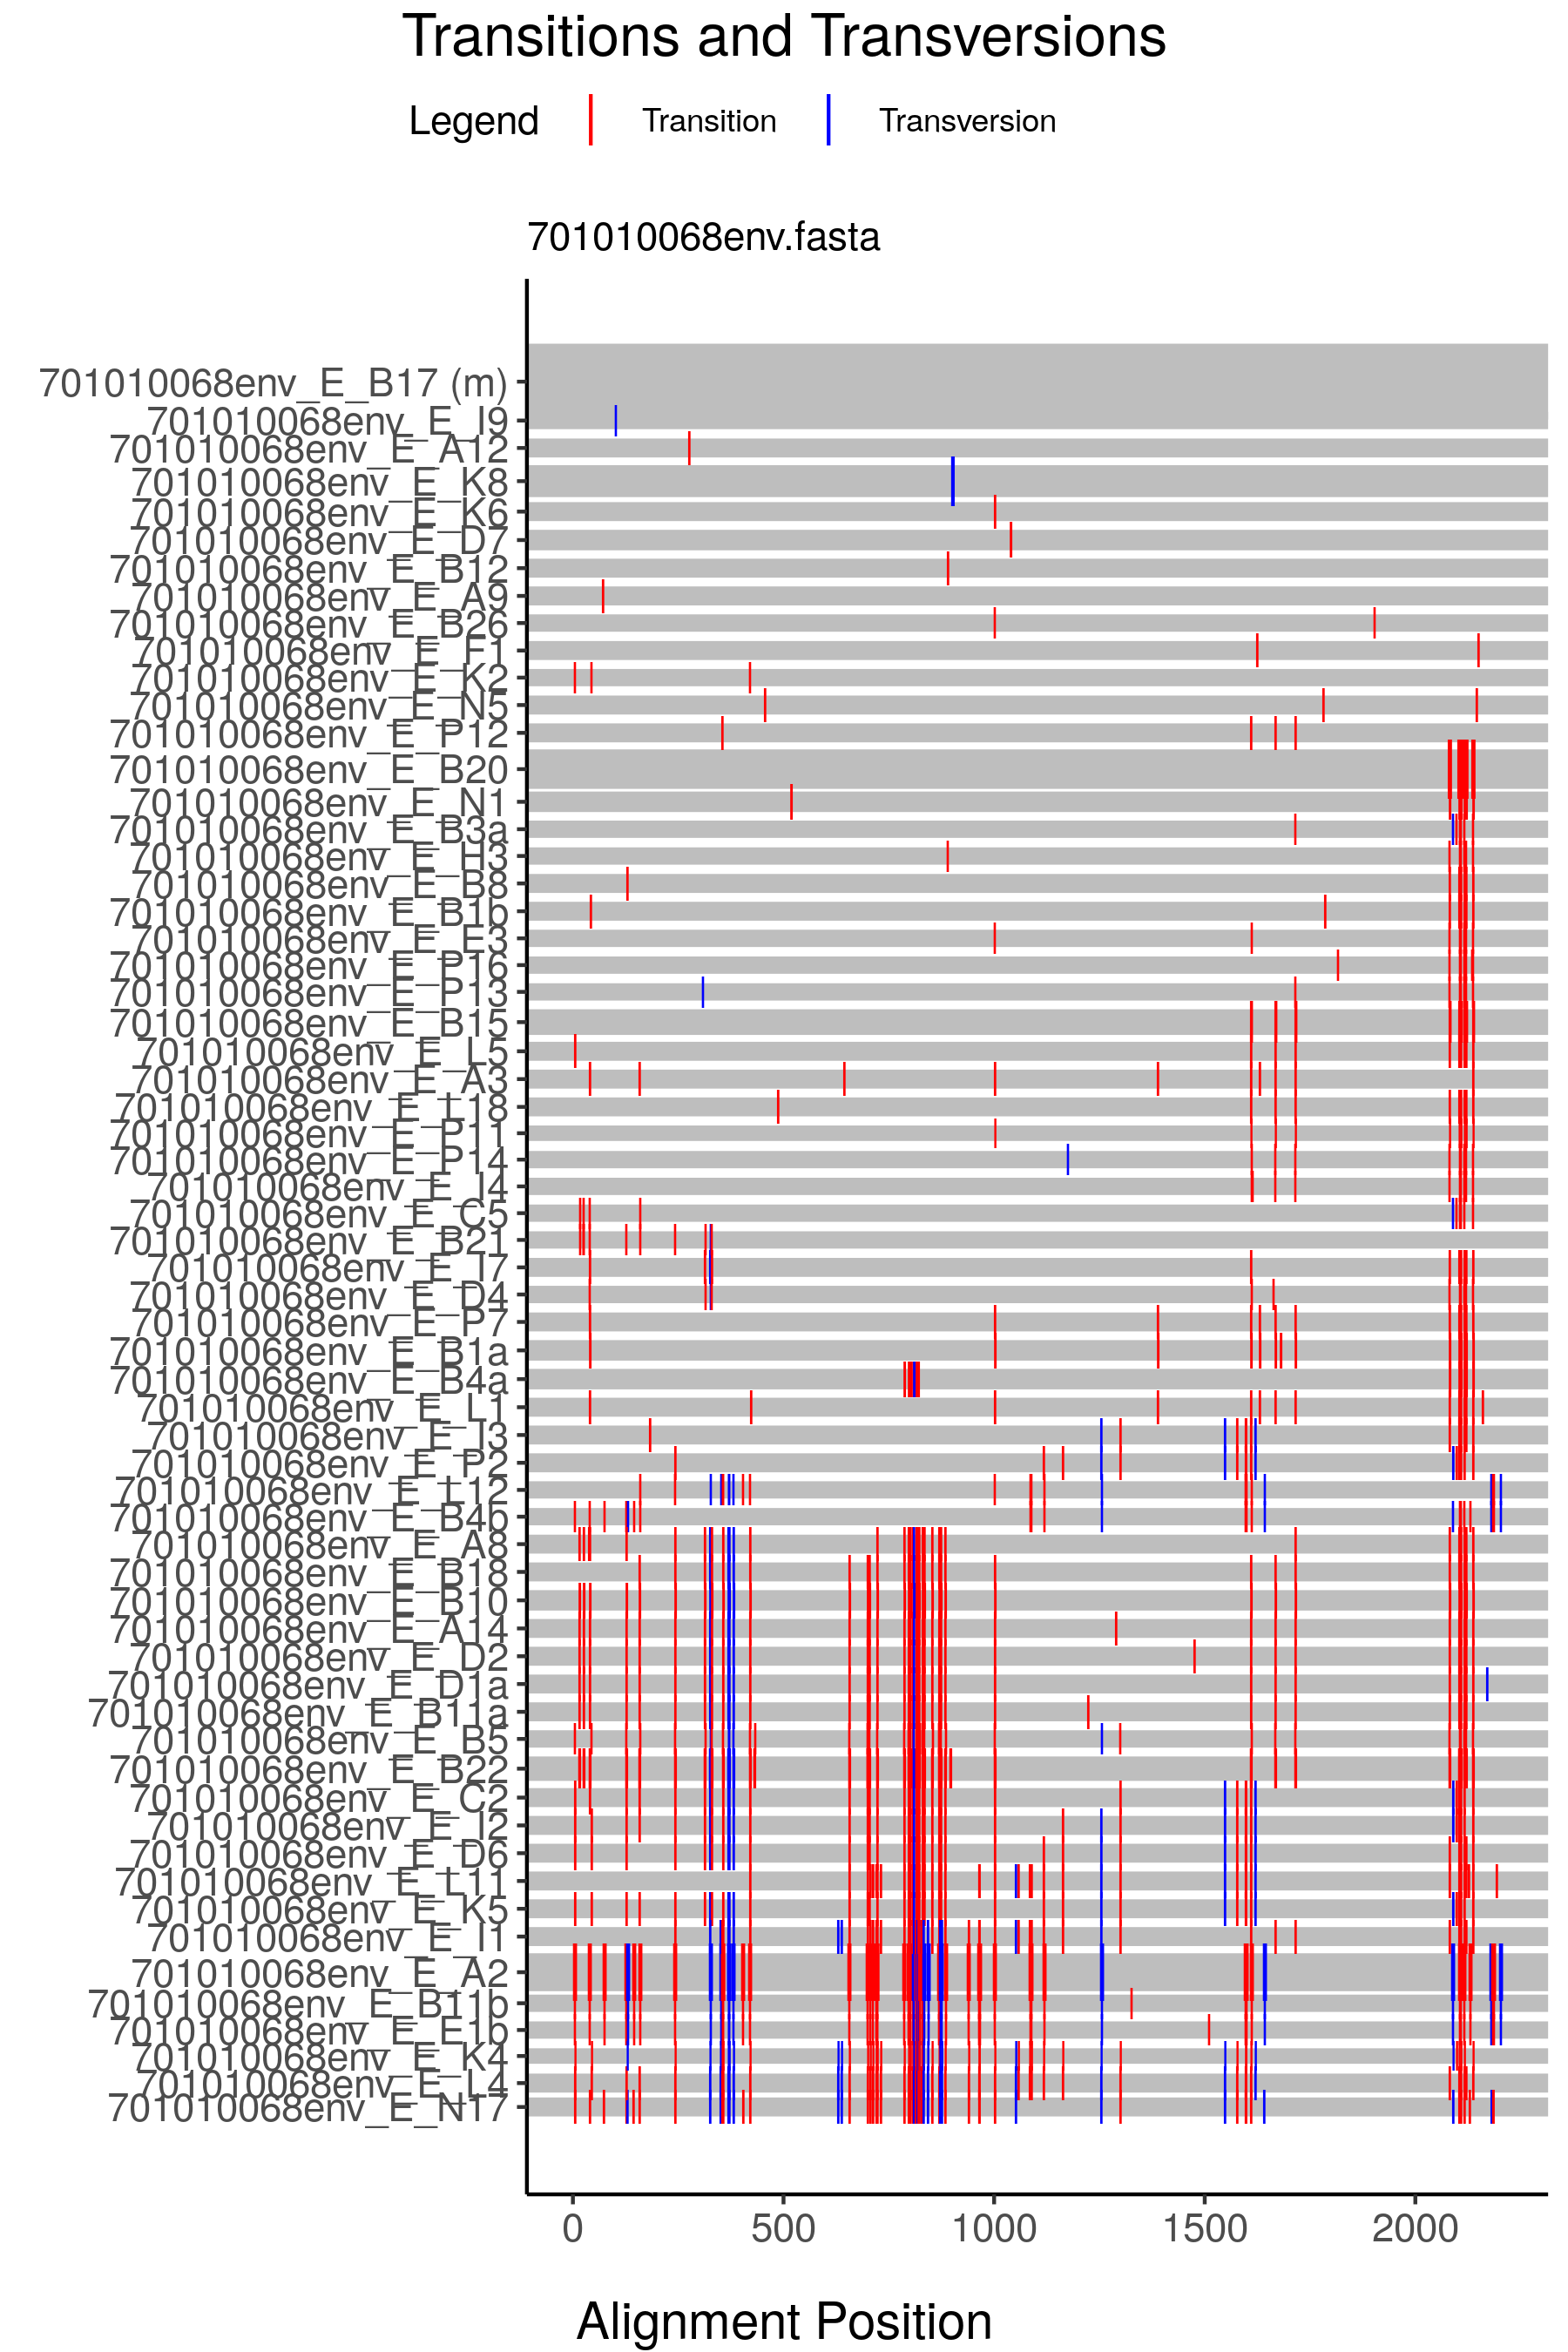 Transitions and Transversions
Legend Transition Transversion
701010068env.fasta
701010068env_E_B17 (m)
701010068env_E_I9
701010068env_E_A12
701010068env_E_K8
701010068env_E_K6
701010068env_E_D7
701010068env_E_B12
701010068env_E_A9
701010068env_E_B26
701010068env_E_F1
701010068env_E_K2
701010068env_E_N5
701010068env_E_P12
701010068env_E_B20
701010068env_E_N1
701010068env_E_B3a
701010068env_E_H3
701010068env_E_B8
701010068env_E_B1b
701010068env_E_E3
701010068env_E_P16
701010068env_E_P13
701010068env_E_B15
701010068env_E_L5
701010068env_E_A3
701010068env_E_L18
701010068env_E_P11
701010068env_E_P14
701010068env_E_I4
701010068env_E_C5
701010068env_E_B21
701010068env_E_I7
701010068env_E_D4
701010068env_E_P7
701010068env_E_B1a
701010068env_E_B4a
701010068env_E_L1
701010068env_E_I3
701010068env_E_P2
701010068env_E_L12
701010068env_E_B4b
701010068env_E_A8
701010068env_E_B18
701010068env_E_B10
701010068env_E_A14
701010068env_E_D2
701010068env_E_D1a
701010068env_E_B11a
701010068env_E_B5
701010068env_E_B22
701010068env_E_C2
701010068env_E_I2
701010068env_E_D6
701010068env_E_L11
701010068env_E_K5
701010068env_E_I1
701010068env_E_A2
701010068env_E_B11b
701010068env_E_E1b
701010068env_E_K4
701010068env_E_L4
701010068env_E_N17
0 500 1000 1500 2000
Alignment Position